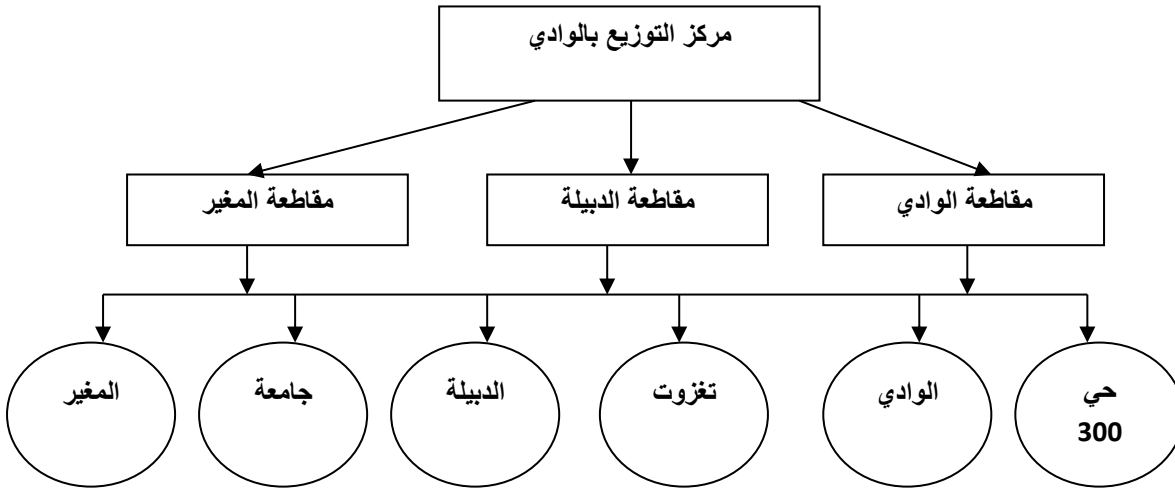 مركز التوزيع بالوادي
مقاطعة الوادي
مقاطعة الدبيلة
مقاطعة المغير
حي
300
الوادي
تغزوت
الدبيلة
جامعة
المغير